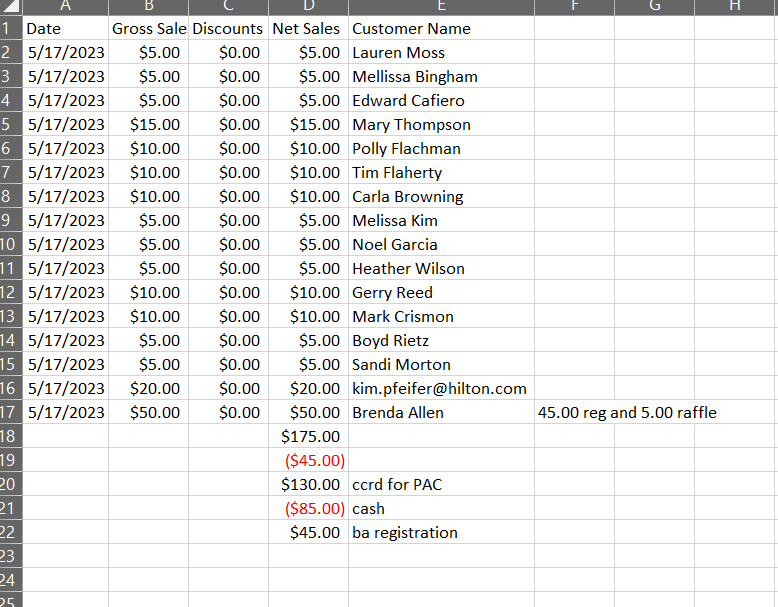 A B C D E F G H
1 Date Gross Sale Discounts Net Sales Customer Name
2 5/17/2023 $5.00 $0.00 $5.00 Lauren Moss
3 5/17/2023 $5.00 $0.00 $5.00 Mellissa Bingham
4 5/17/2023 $5.00 $0.00 $5.00 Edward Cafiero
5 5/17/2023 $15.00 $0.00 $15.00 Mary Thompson
6 5/17/2023 $10.00 $0.00 $10.00 Polly Flachman
7 5/17/2023 $10.00 $0.00 $10.00 Tim Flaherty
8 5/17/2023 $10.00 $0.00 $10.00 Carla Browning
9 5/17/2023 $5.00 $0.00 $5.00 Melissa Kim
10 5/17/2023 $5.00 $0.00 $5.00 Noel Garcia
11 5/17/2023 $5.00 $0.00 $5.00 Heather Wilson
12 5/17/2023 $10.00 $0.00 $10.00 Gerry Reed
13 5/17/2023 $10.00 $0.00 $10.00 Mark Crismon
14 5/17/2023 $5.00 $0.00 $5.00 Boyd Rietz
15 5/17/2023 $5.00 $0.00 $5.00 Sandi Morton
16 5/17/2023 $20.00 $0.00 $20.00 kim.pfeifer@hilton.com
17 5/17/2023 $50.00 $0.00 $50.00 Brenda Allen 45.00 reg and 5.00 raffle
18 $175.00
19 ($45.00)
20 $130.00 ccrd for PAC
21 ($85.00) cash
22 $45.00 ba registration
23
24
25